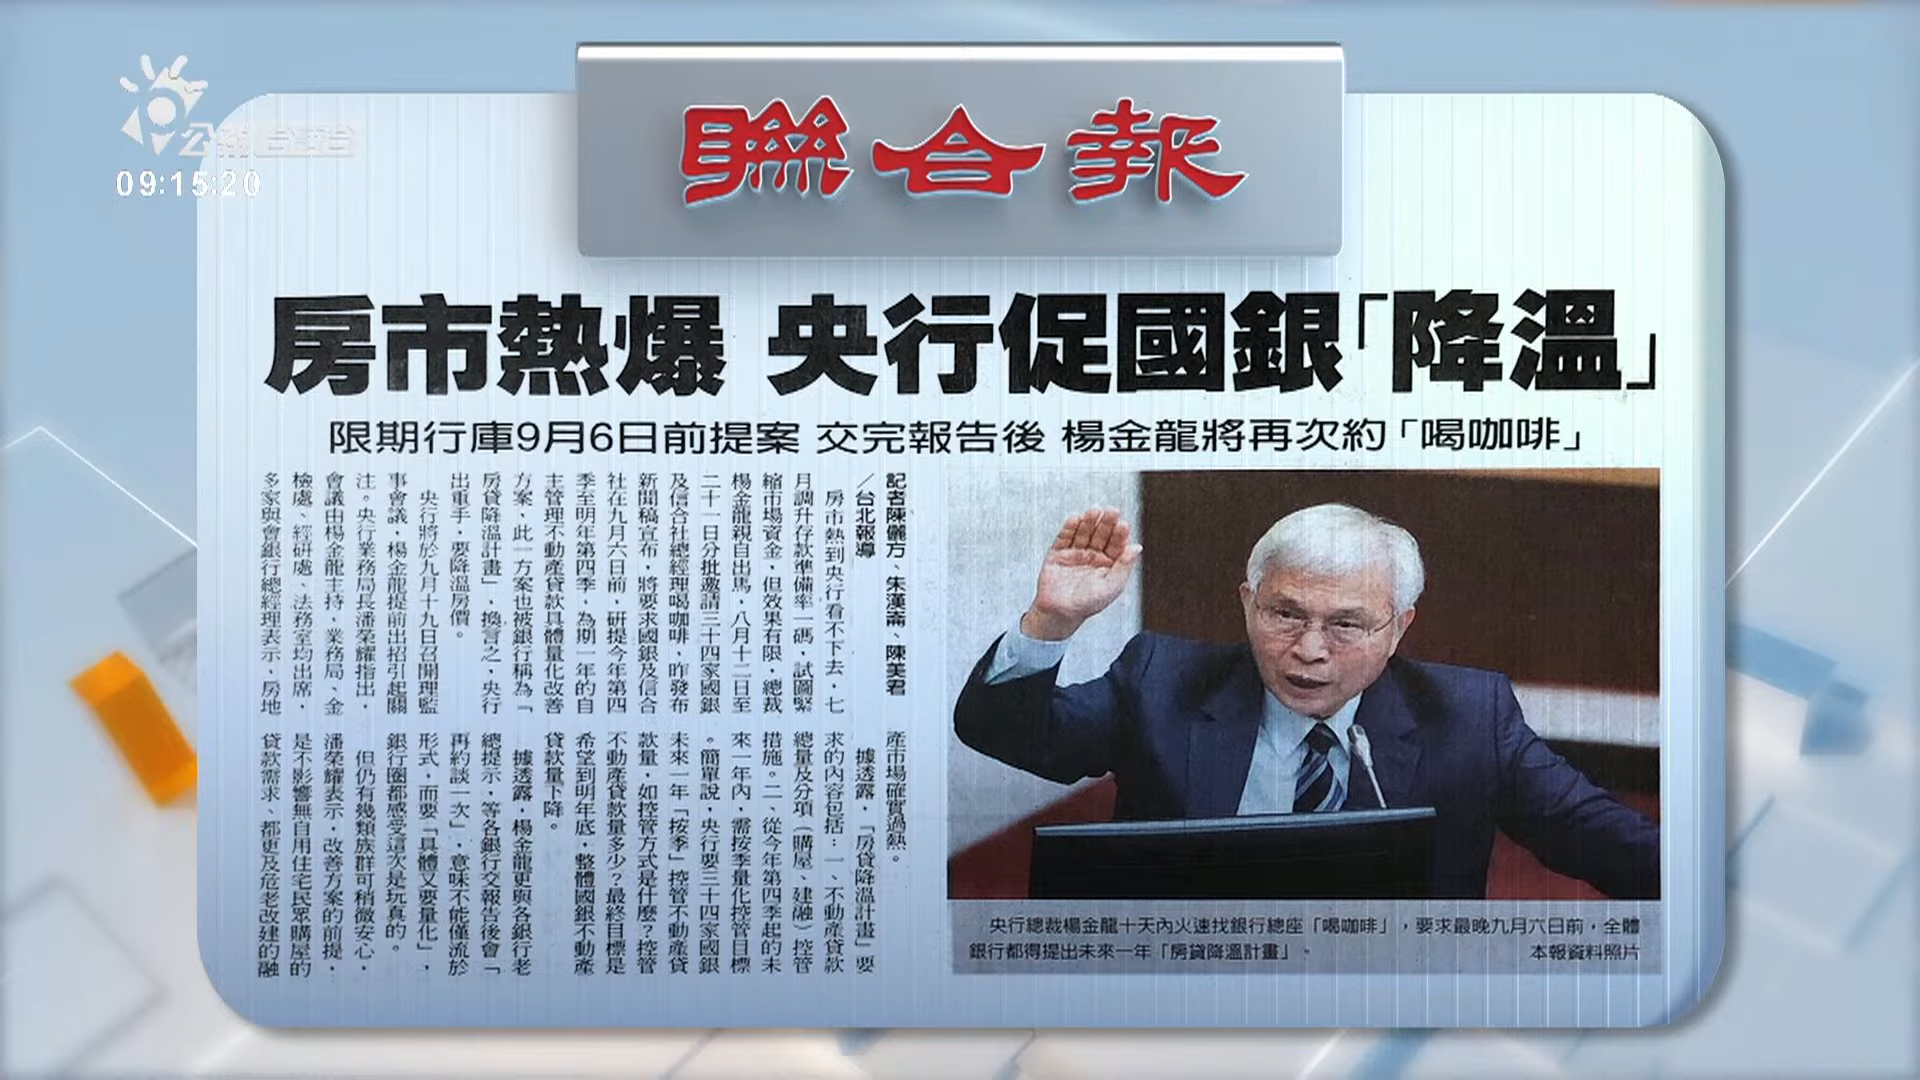 公視台語台
09:15:20
聯合報
房市熱爆 央行促國銀「降溫」
限期行庫9月6日前提案 交完報告後 楊金龍將再次約「喝咖啡」
記者陳儷方、朱漢崙、陳美君
／台北報導
房市熱到央行看不下去，七
月調升存款準備率一碼，試圖緊
縮市場資金，但效果有限，總裁
楊金龍親自出馬，八月十二日至
二十一日分批邀請三十四家國銀
及信合社總經理喝咖啡，昨發布
新聞稿宣布，將要求國銀及信合
社在九月六日前，研提今年第四
季至明年第四季，為期一年的自
主管理不動產貸款具體量化改善
方案，此一方案也被銀行稱為「
房貸降溫計畫」，換言之，央行
出重手，要降溫房價。
央行將於九月十九日召開理監
事會議，楊金龍提前出招引起關
注。央行業務局長潘榮耀指出，
會議由楊金龍主持，業務局、金
檢處、經研處、法務室均出席，
多家與會銀行總經理表示，房地
產市場確實過熱。
據透露，「房貸降溫計畫」要
求的內容包括：一、不動產貸款
總量及分項（購屋、建融）控管
措施。二、從今年第四季起的未
來一年內，需按季量化控管目標
。簡單說，央行要三十四家國銀
未來一年「按季」控管不動產貸
款量，如控管方式是什麼？控管
不動產貸款量多少？最終目標是
希望到明年底，整體國銀不動產
貸款量下降。
據透露，楊金龍更與各銀行老
總提示，等各銀行交報告後會「
再約談一次」，意味不能僅流於
形式，而要「具體又要量化」，
銀行圈都感受這次是玩真的。
但仍有幾類族群可稍微安心，
潘榮耀表示，改善方案的前提，
是不影響無自用住宅民眾購屋的
貸款需求、都更及危老改建的融
央行總裁楊金龍十天內火速找銀行總座「喝咖啡」，要求最晚九月六日前，全體
銀行都得提出未來一年「房貸降溫計畫」。
本報資料照片